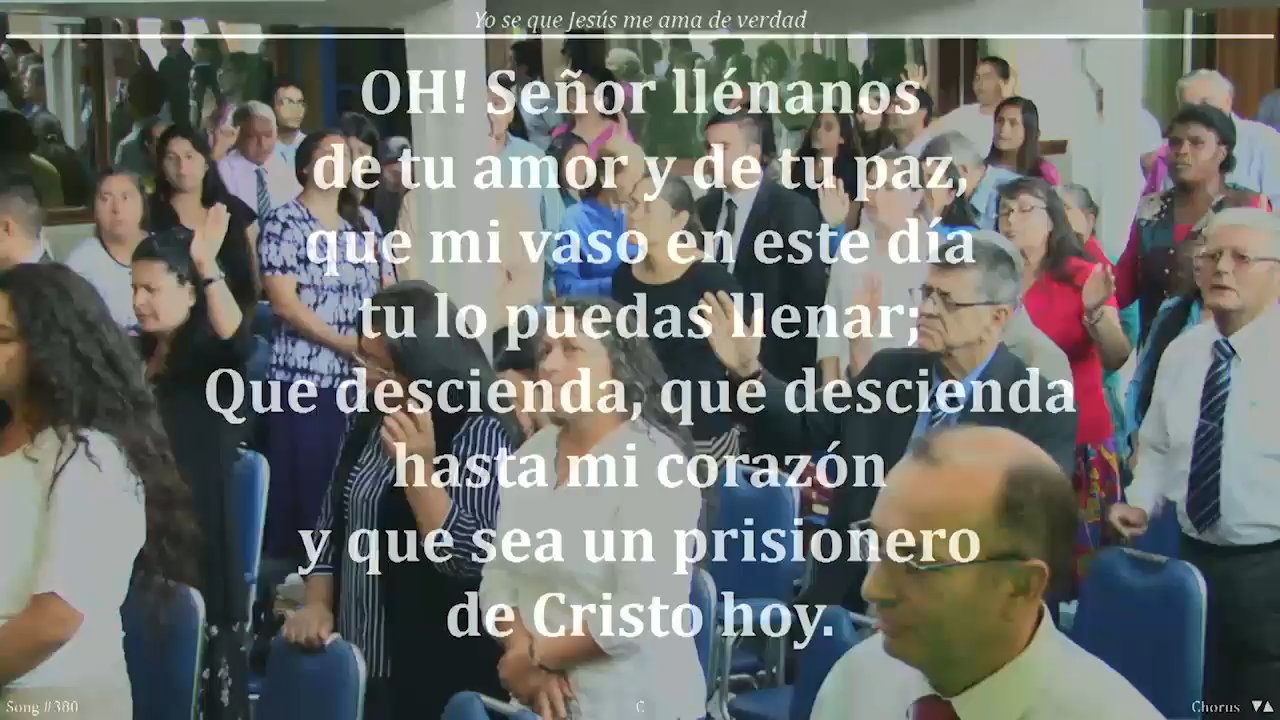 Yo se que Jesús me ama de verdad
OH! Señor llénanos
de tu amor y de tu paz,
que mi vaso en este día
tu lo puedas llenar;
Que descienda, que descienda
hasta mi corazón
y que sea un prisionero
de Cristo hoy.
Song #380
C
Chorus ▼▲